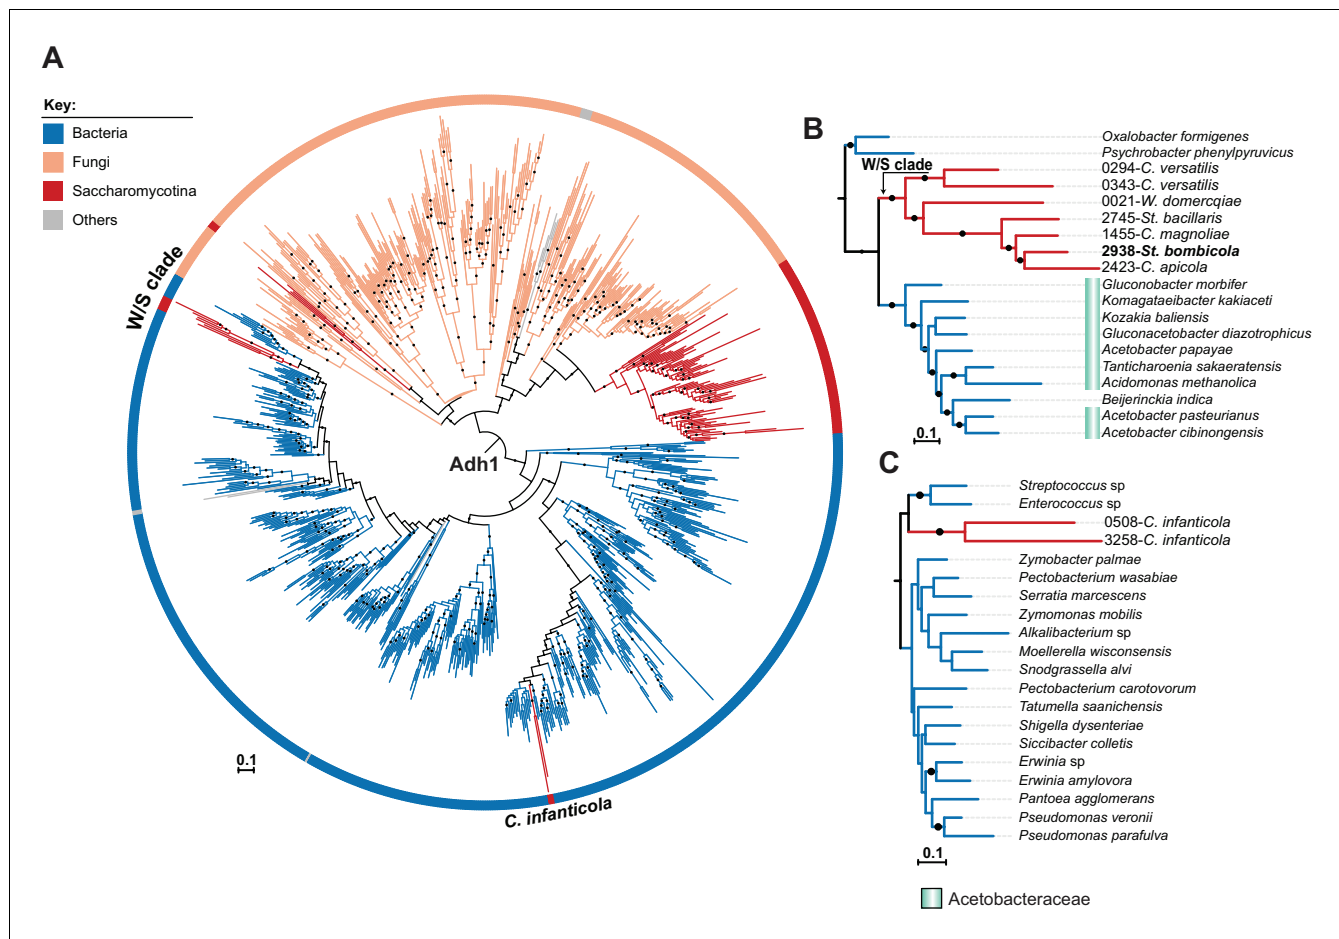 A
Key:
Bacteria
Fungi
Saccharomycotina
Others
W/S clade
Adh1
0.1
C. infanticola
B
W/S clade
Oxalobacter formigenes
Psychrobacter phenylpyruvicus
0294-C. versatilis
0343-C. versatilis
0021-W. domercqiae
2745-St. bacillaris
1455-C. magnoliae
2938-St. bombicola
2423-C. apicola
Gluconobacter morbifer
Komagataeibacter kakiaceti
Kozakia baliensis
Gluconacetobacter diazotrophicus
Acetobacter papayae
Tanticharoenia sakaeratensis
Acidomonas methanolica
Beijerinckia indica
Acetobacter pasteurianus
Acetobacter cibinongensis
0.1
C
Streptococcus sp
Enterococcus sp
0508-C. infanticola
3258-C. infanticola
Zymobacter palmae
Pectobacterium wasabiae
Serratia marcescens
Zymomonas mobilis
Alkalibacterium sp
Moellerella wisconsensis
Snodgrassella alvi
Pectobacterium carotovorum
Tatumella saanichensis
Shigella dysenteriae
Siccibacter colletis
Erwinia sp
Erwinia amylovora
Pantoea agglomerans
Pseudomonas veronii
Pseudomonas parafulva
0.1
Acetobacteraceae